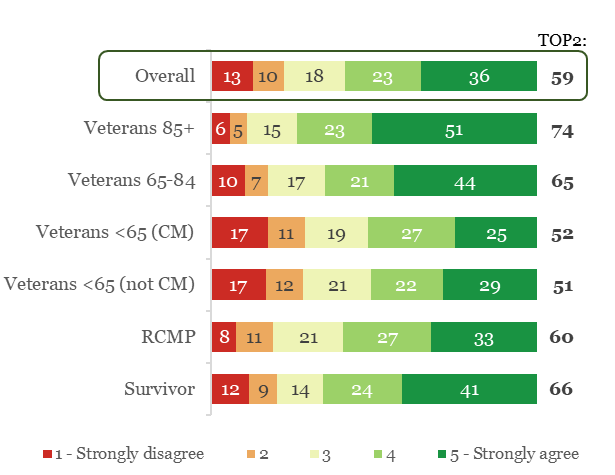 TOP2:
Overall 13 10 18 23 36 59
Veterans 85+ 6 5 15 23 51 74
Veterans 65-84 10 7 17 21 44 65
Veterans <65 (CM) 17 11 19 27 25 52
Veterans <65 (not CM) 17 12 21 22 29 51
RCMP 8 11 21 27 33 60
Survivor 12 9 14 24 41 66
1 - Strongly disagree 2 3 4 5 - Strongly agree